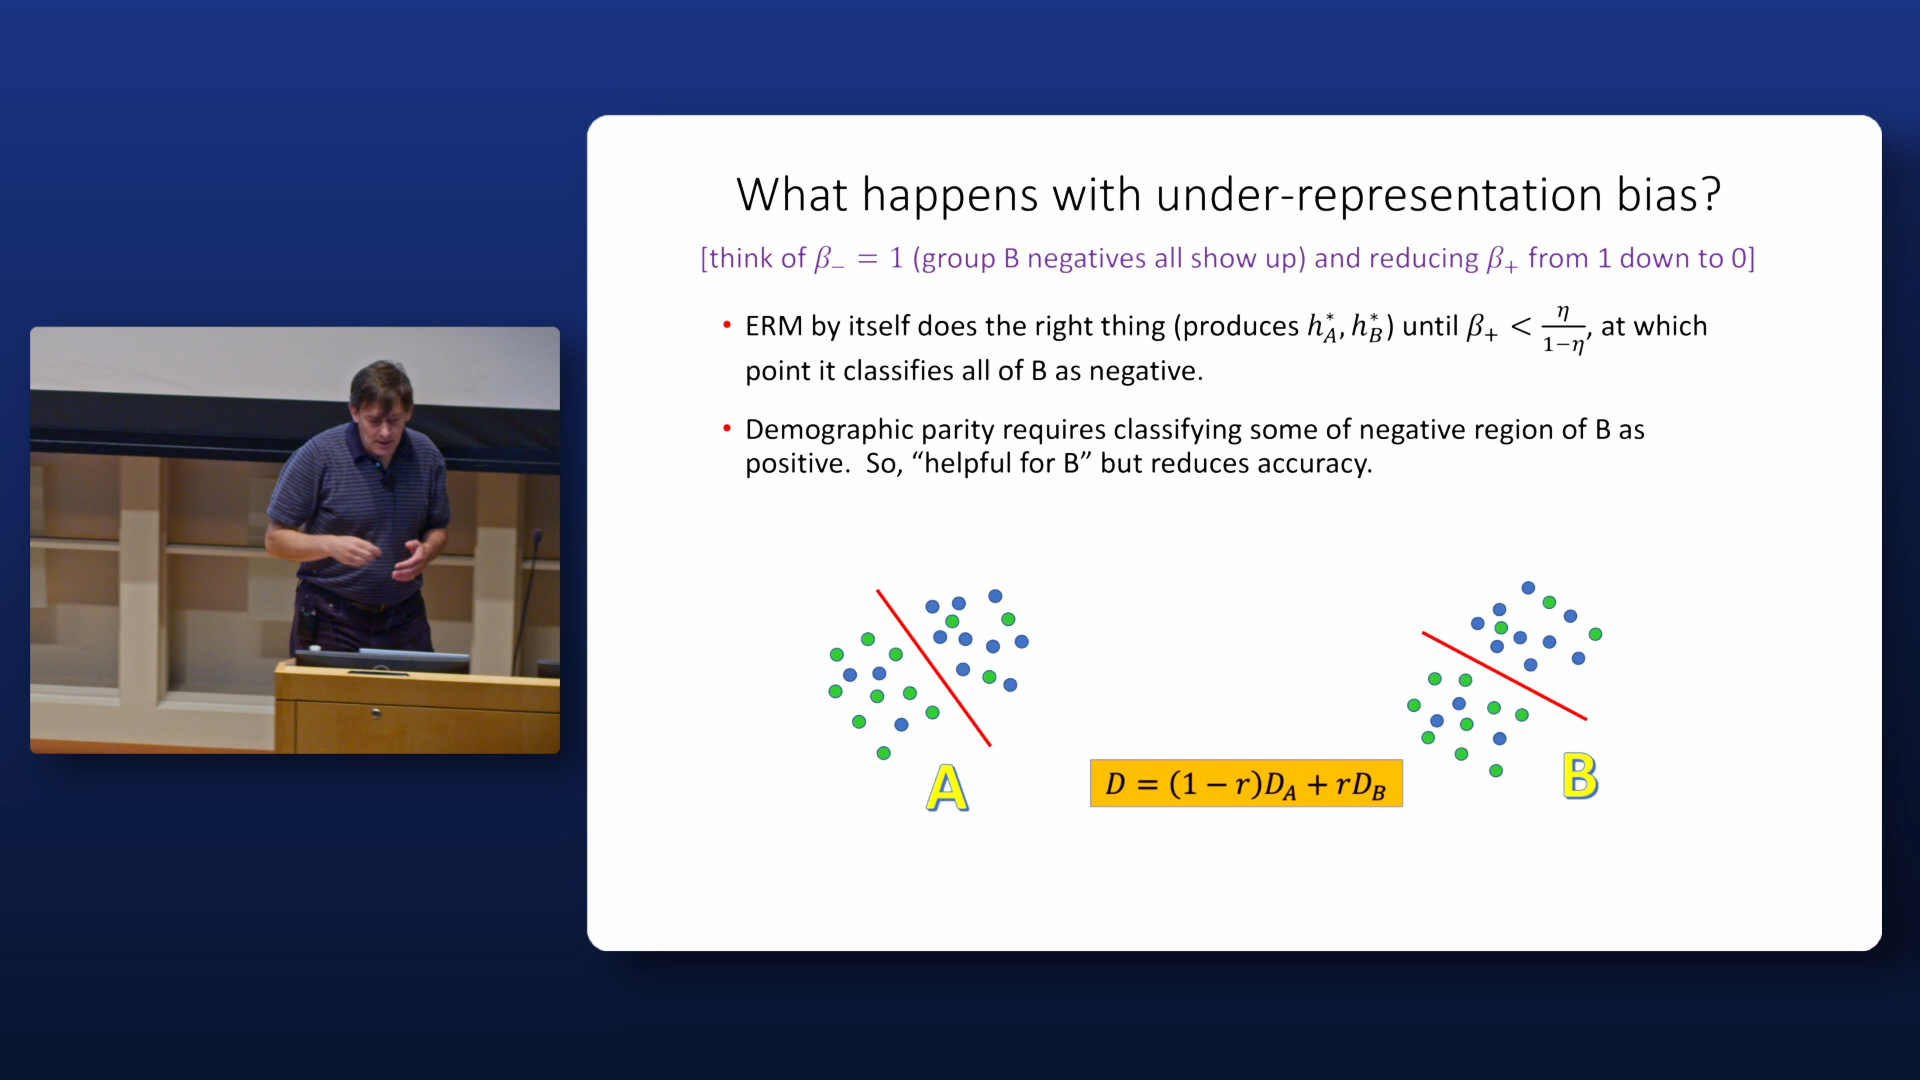 What happens with under-representation bias?
[think of β₋ = 1 (group B negatives all show up) and reducing β₊ from 1 down to 0]
• ERM by itself does the right thing (produces h*_A, h*_B) until β₊ < η/(1−η), at which
point it classifies all of B as negative.
• Demographic parity requires classifying some of negative region of B as
positive. So, “helpful for B” but reduces accuracy.
A
D = (1 − r)D_A + rD_B
B